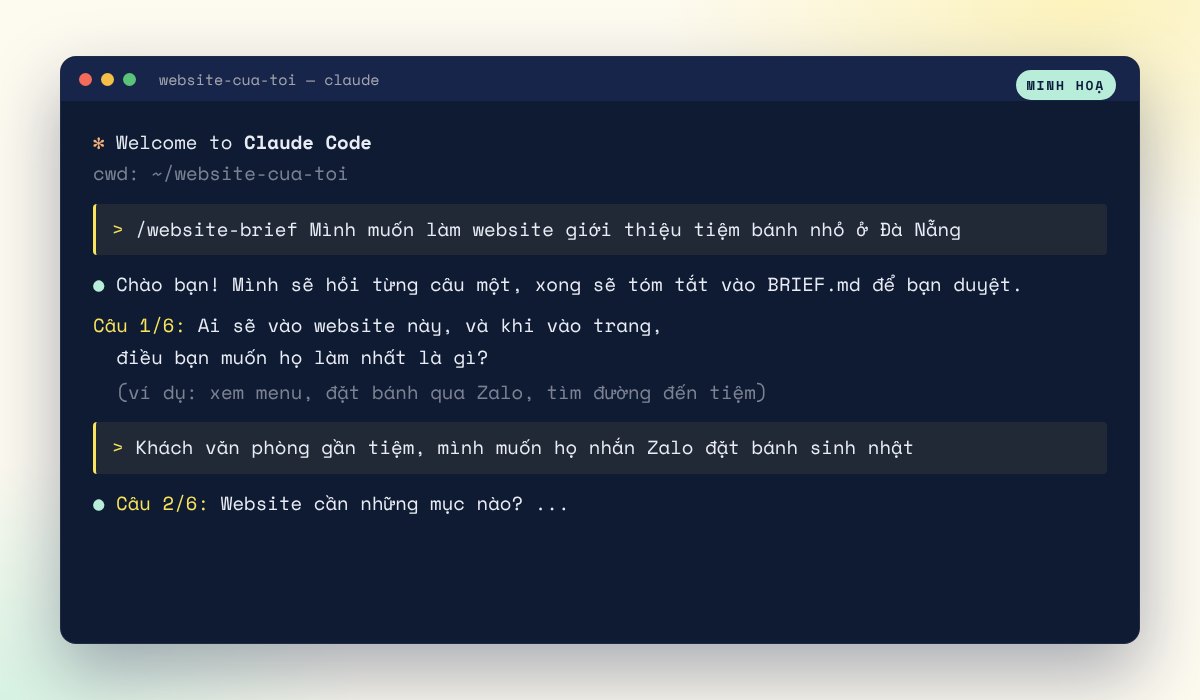 website-cua-toi — claude
MINH HOẠ
✻ Welcome to Claude Code
cwd: ~/website-cua-toi
> /website-brief Mình muốn làm website giới thiệu tiệm bánh nhỏ ở Đà Nẵng
● Chào bạn! Mình sẽ hỏi từng câu một, xong sẽ tóm tắt vào BRIEF.md để bạn duyệt.
Câu 1/6: Ai sẽ vào website này, và khi vào trang,
điều bạn muốn họ làm nhất là gì?
(ví dụ: xem menu, đặt bánh qua Zalo, tìm đường đến tiệm)
> Khách văn phòng gần tiệm, mình muốn họ nhắn Zalo đặt bánh sinh nhật
● Câu 2/6: Website cần những mục nào? ...